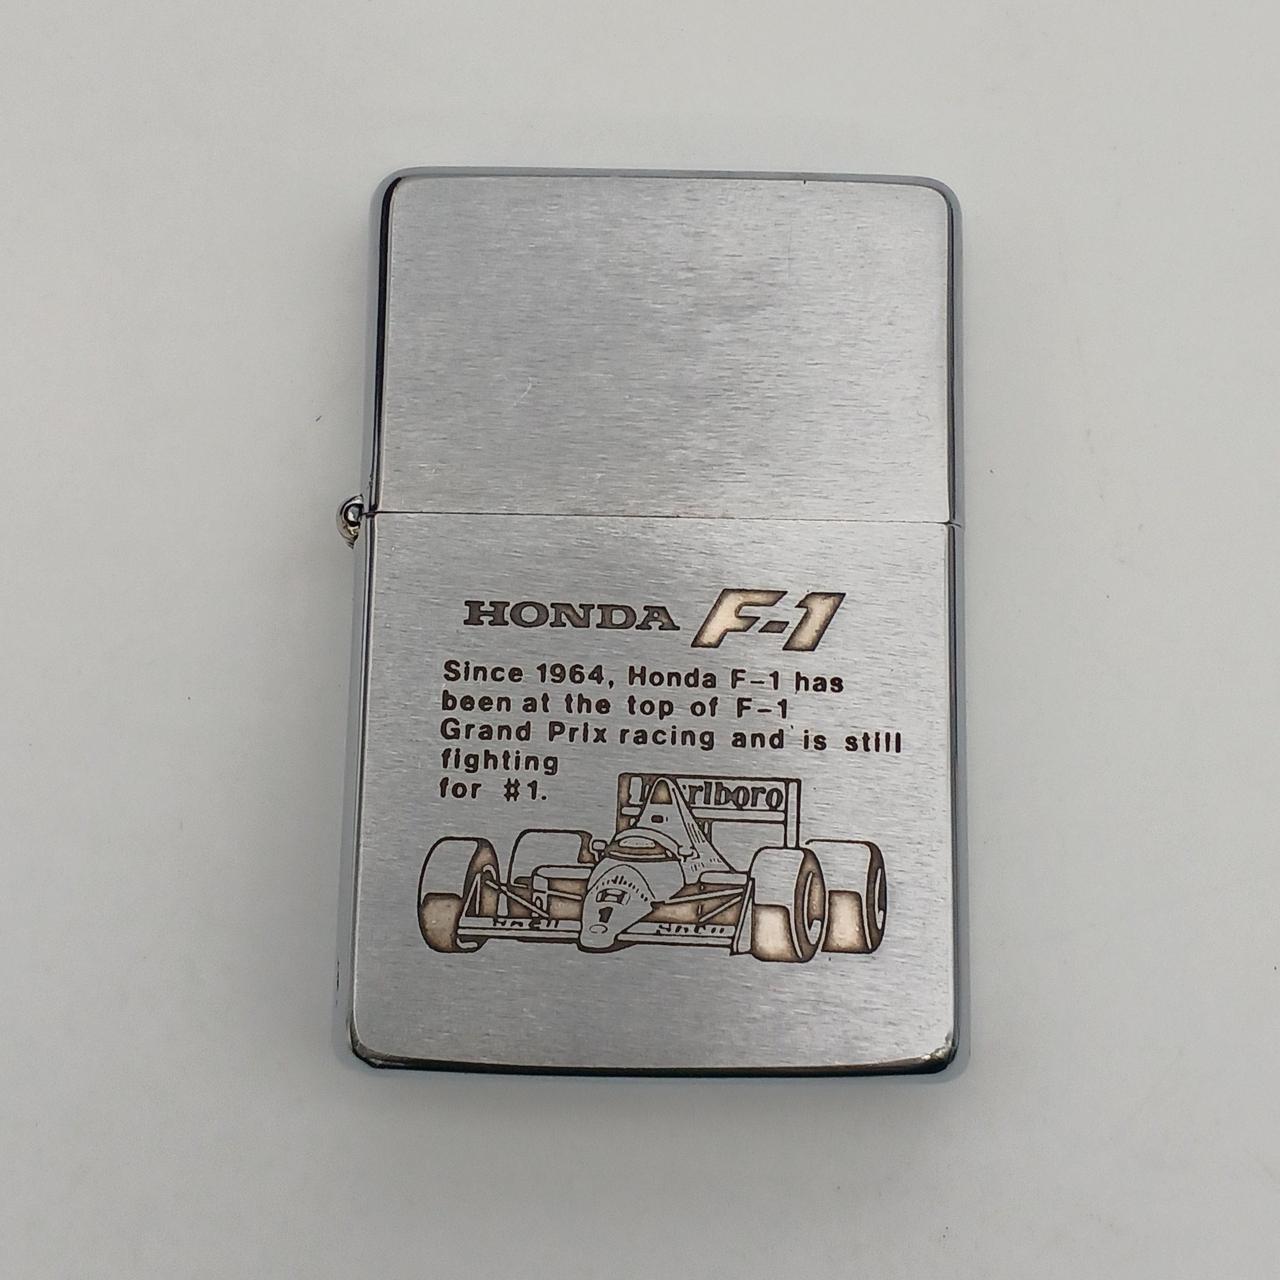 HONDA F-1
Since 1964, Honda F-1 has
been at the top of F-1
Grand Prix racing and is still
fighting
for #1.
1